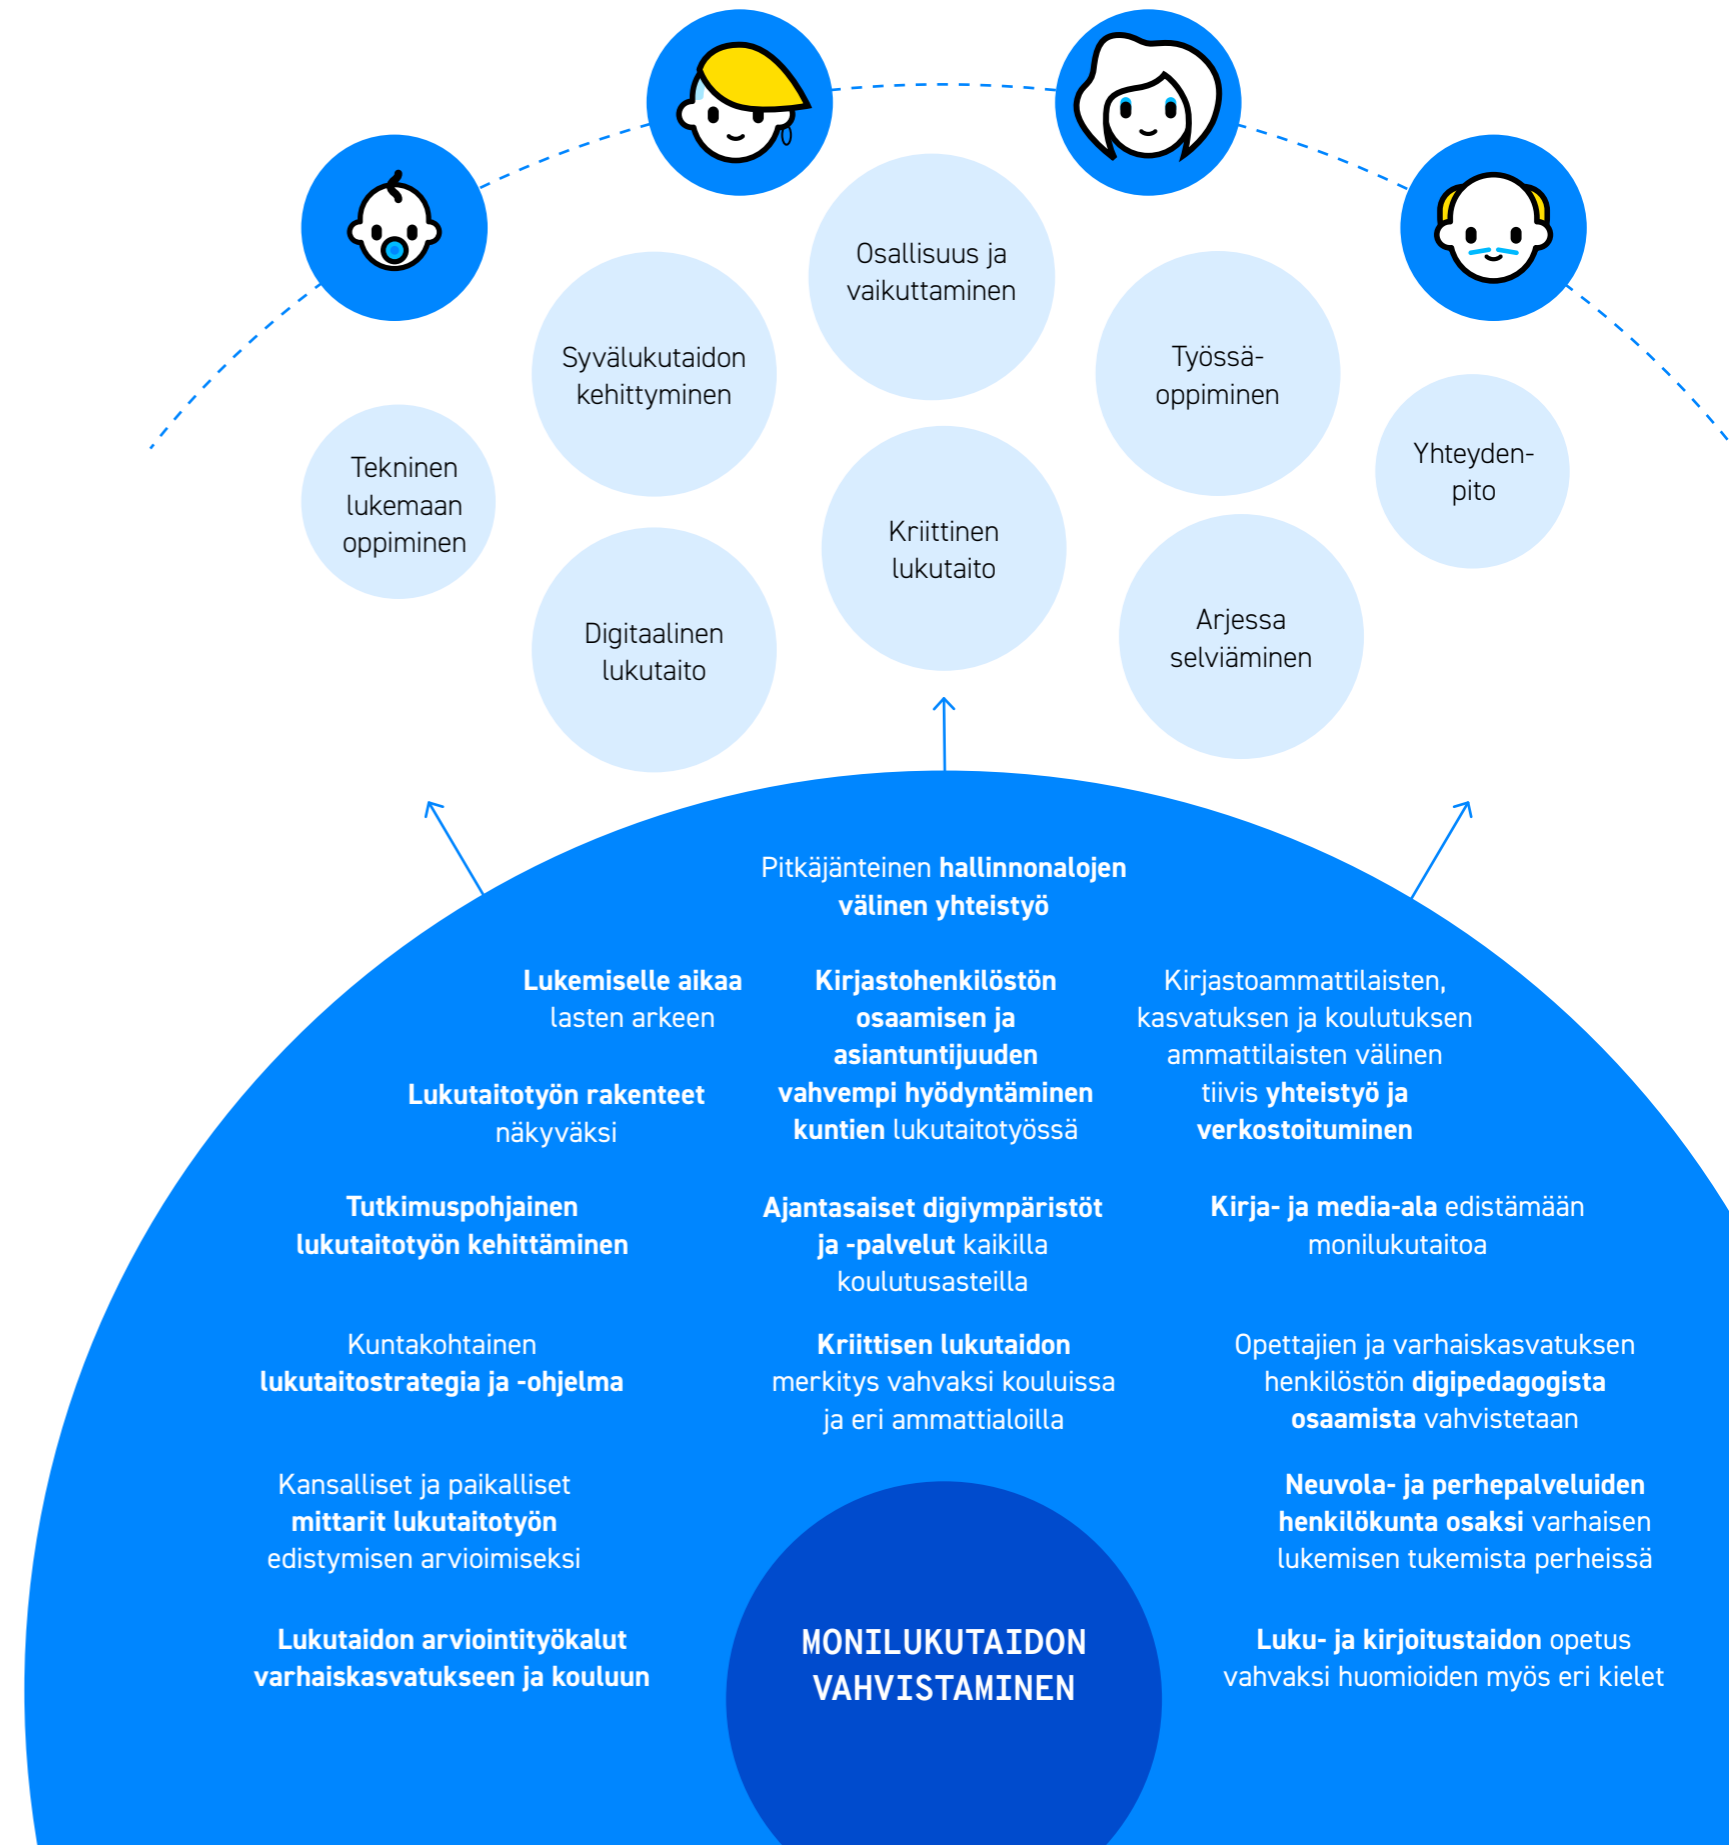 Osallisuus ja
vaikuttaminen
Syvälukutaidon
kehittyminen
Työssä-
oppiminen
Tekninen
lukemaan
oppiminen
Yhteyden-
pito
Kriittinen
lukutaito
Digitaalinen
lukutaito
Arjessa
selviäminen
Pitkäjänteinen hallinnonalojen
välinen yhteistyö
Lukemiselle aikaa
lasten arkeen
Kirjastohenkilöstön
osaamisen ja
asiantuntijuuden
vahvempi hyödyntäminen
kuntien lukutaitotyössä
Kirjastoammattilaisten,
kasvatuksen ja koulutuksen
ammattilaisten välinen
tiivis yhteistyö ja
verkostoituminen
Lukutaitotyön rakenteet
näkyväksi
Tutkimuspohjainen
lukutaitotyön kehittäminen
Ajantasaiset digiympäristöt
ja -palvelut kaikilla
koulutusasteilla
Kirja- ja media-ala edistämään
monilukutaitoa
Kuntakohtainen
lukutaitostrategia ja -ohjelma
Kriittisen lukutaidon
merkitys vahvaksi kouluissa
ja eri ammattialoilla
Opettajien ja varhaiskasvatuksen
henkilöstön digipedagogista
osaamista vahvistetaan
Kansalliset ja paikalliset
mittarit lukutaitotyön
edistymisen arvioimiseksi
Neuvola- ja perhepalveluiden
henkilökunta osaksi varhaisen
lukemisen tukemista perheissä
Lukutaidon arviointityökalut
varhaiskasvatukseen ja kouluun
MONILUKUTAIDON
VAHVISTAMINEN
Luku- ja kirjoitustaidon opetus
vahvaksi huomioiden myös eri kielet